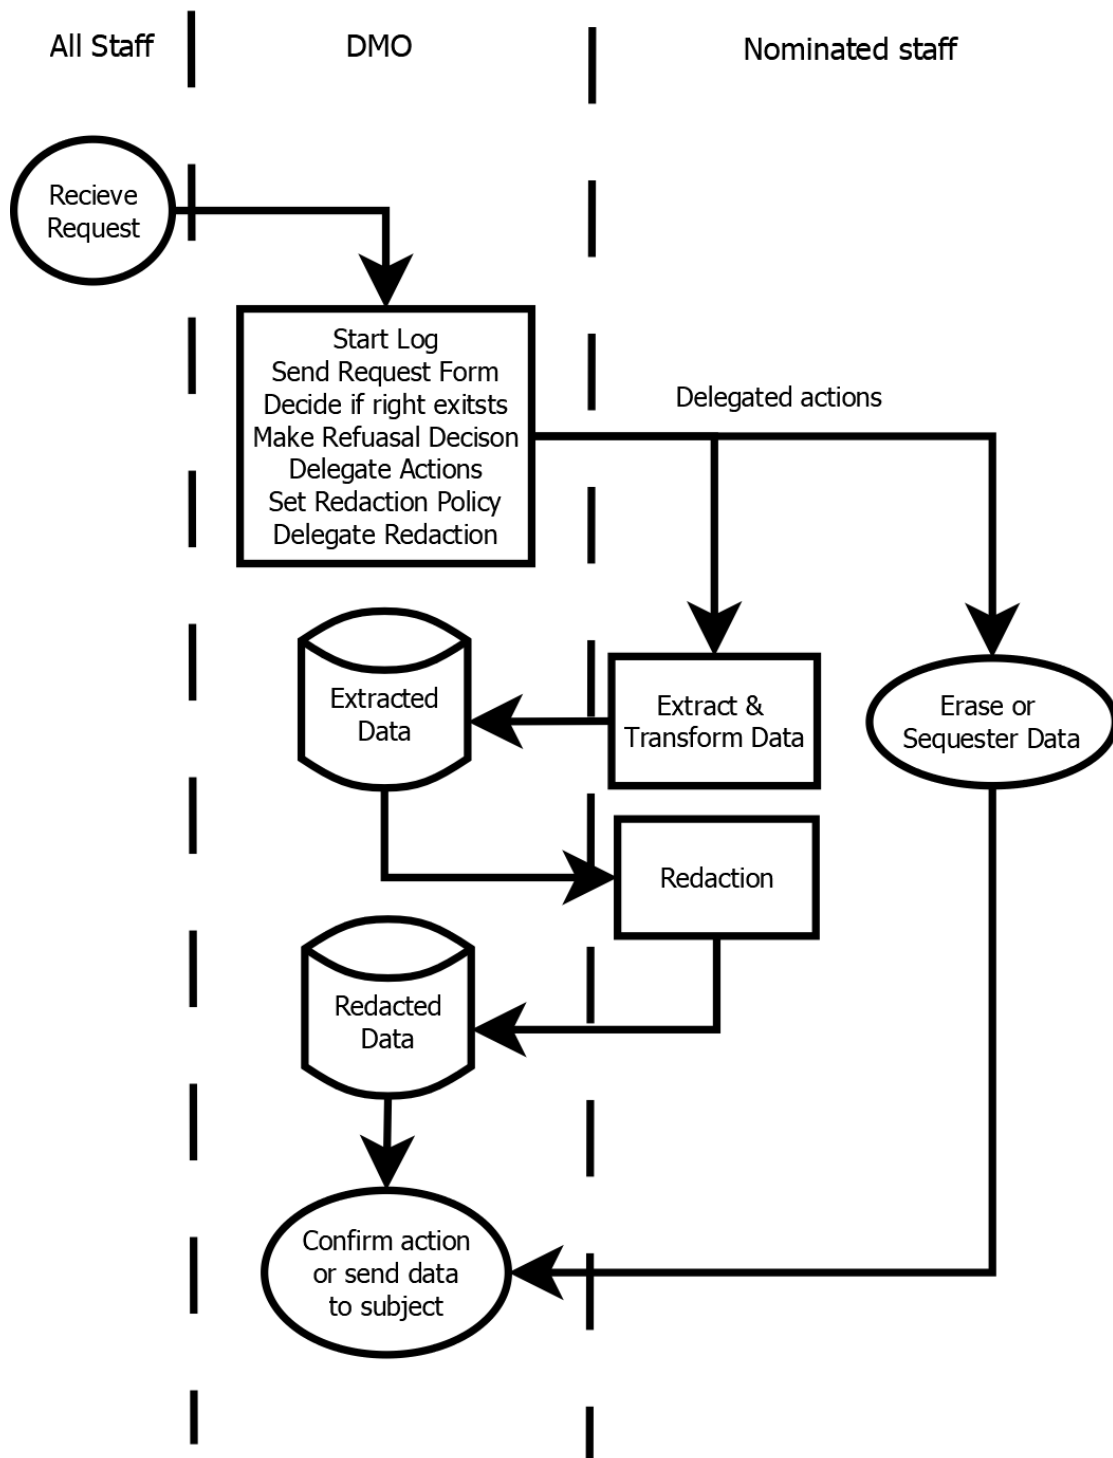 All Staff
DMO
Nominated staff
Recieve
Request
Start Log
Send Request Form
Decide if right exitsts
Make Refuasal Decison
Delegate Actions
Set Redaction Policy
Delegate Redaction
Delegated actions
Extracted
Data
Extract &
Transform Data
Erase or
Sequester Data
Redaction
Redacted
Data
Confirm action
or send data
to subject